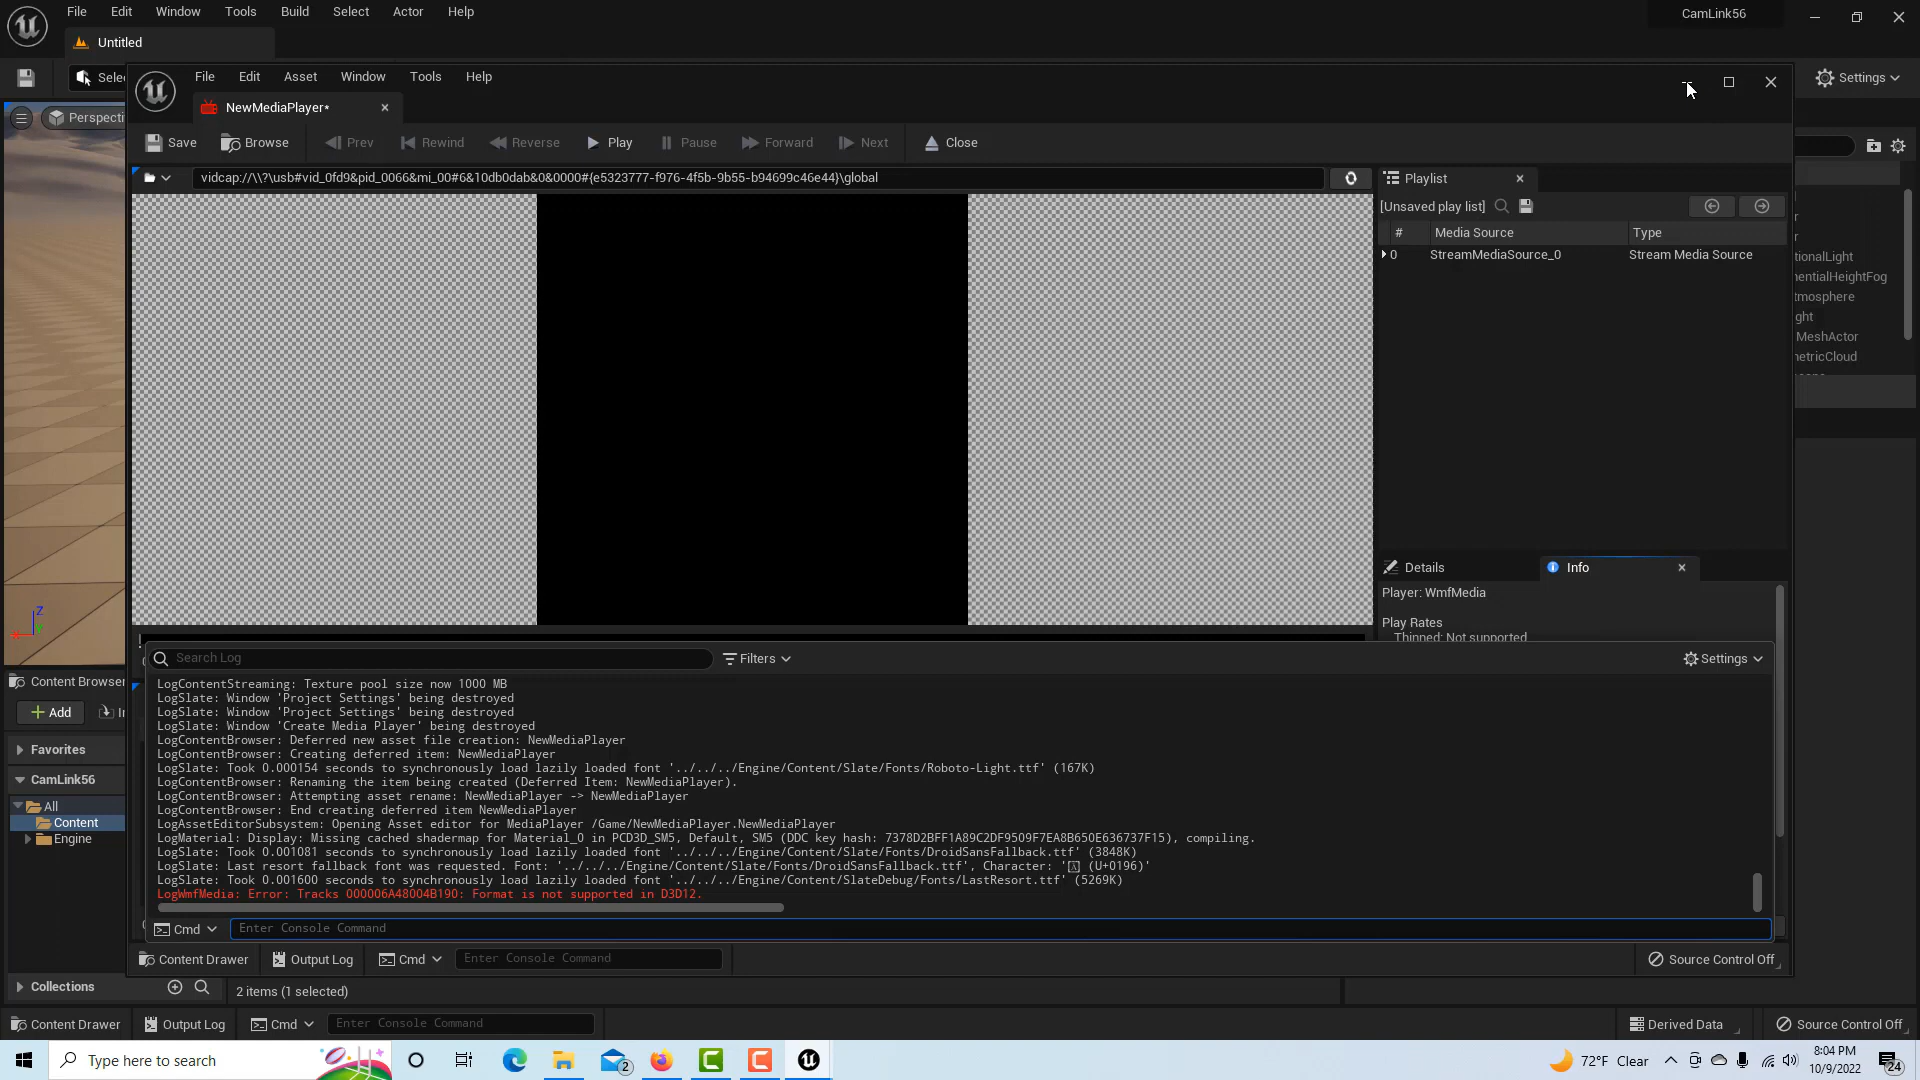 File Edit Window Tools Build Select Actor Help
CamLink56
Untitled
Selec
Settings
File Edit Asset Window Tools Help
NewMediaPlayer*
Perspecti
Save Browse Prev Rewind Reverse Play Pause Forward Next Close
vidcap://\\?\usb#vid_0fd9&pid_0066&mi_00#6&10db0dab&0&0000#{e5323777-f976-4f5b-9b55-b94699c46e44}\global
Playlist
[Unsaved play list]
# Media Source Type
0 StreamMediaSource_0 Stream Media Source
tionalLight
nentialHeightFog
tmosphere
ight
MeshActor
netricCloud
Details Info
Player: WmfMedia
Play Rates
Thinned: Not supported
Z
Search Log Filters Settings
LogContentStreaming: Texture pool size now 1000 MB
LogSlate: Window 'Project Settings' being destroyed
LogSlate: Window 'Project Settings' being destroyed
LogSlate: Window 'Create Media Player' being destroyed
LogContentBrowser: Deferred new asset file creation: NewMediaPlayer
LogContentBrowser: Creating deferred item: NewMediaPlayer
LogSlate: Took 0.000154 seconds to synchronously load lazily loaded font '../../../Engine/Content/Slate/Fonts/Roboto-Light.ttf' (167K)
LogContentBrowser: Renaming the item being created (Deferred Item: NewMediaPlayer).
LogContentBrowser: Attempting asset rename: NewMediaPlayer -> NewMediaPlayer
LogContentBrowser: End creating deferred item NewMediaPlayer
LogAssetEditorSubsystem: Opening Asset editor for MediaPlayer /Game/NewMediaPlayer.NewMediaPlayer
LogMaterial: Display: Missing cached shadermap for Material_0 in PCD3D_SM5, Default, SM5 (DDC key hash: 7378D2BFF1A89C2DF9509F7EA8B650E636737F15), compiling.
LogSlate: Took 0.001081 seconds to synchronously load lazily loaded font '../../../Engine/Content/Slate/Fonts/DroidSansFallback.ttf' (3848K)
LogSlate: Last resort fallback font was requested. Font: '../../../Engine/Content/Slate/Fonts/DroidSansFallback.ttf', Character: ' (U+0196)'
LogSlate: Took 0.001600 seconds to synchronously load lazily loaded font '../../../Engine/Content/SlateDebug/Fonts/LastResort.ttf' (5269K)
LogWmfMedia: Error: Tracks 000006A48004B190: Format is not supported in D3D12.
Cmd Enter Console Command
Content Drawer Output Log Cmd Enter Console Command Source Control Off
Content Browser
Add
Favorites
CamLink56
All
Content
Engine
Collections
2 items (1 selected)
Content Drawer Output Log Cmd Enter Console Command Derived Data Source Control Off
Type here to search
2
72°F Clear
8:04 PM
10/9/2022
24